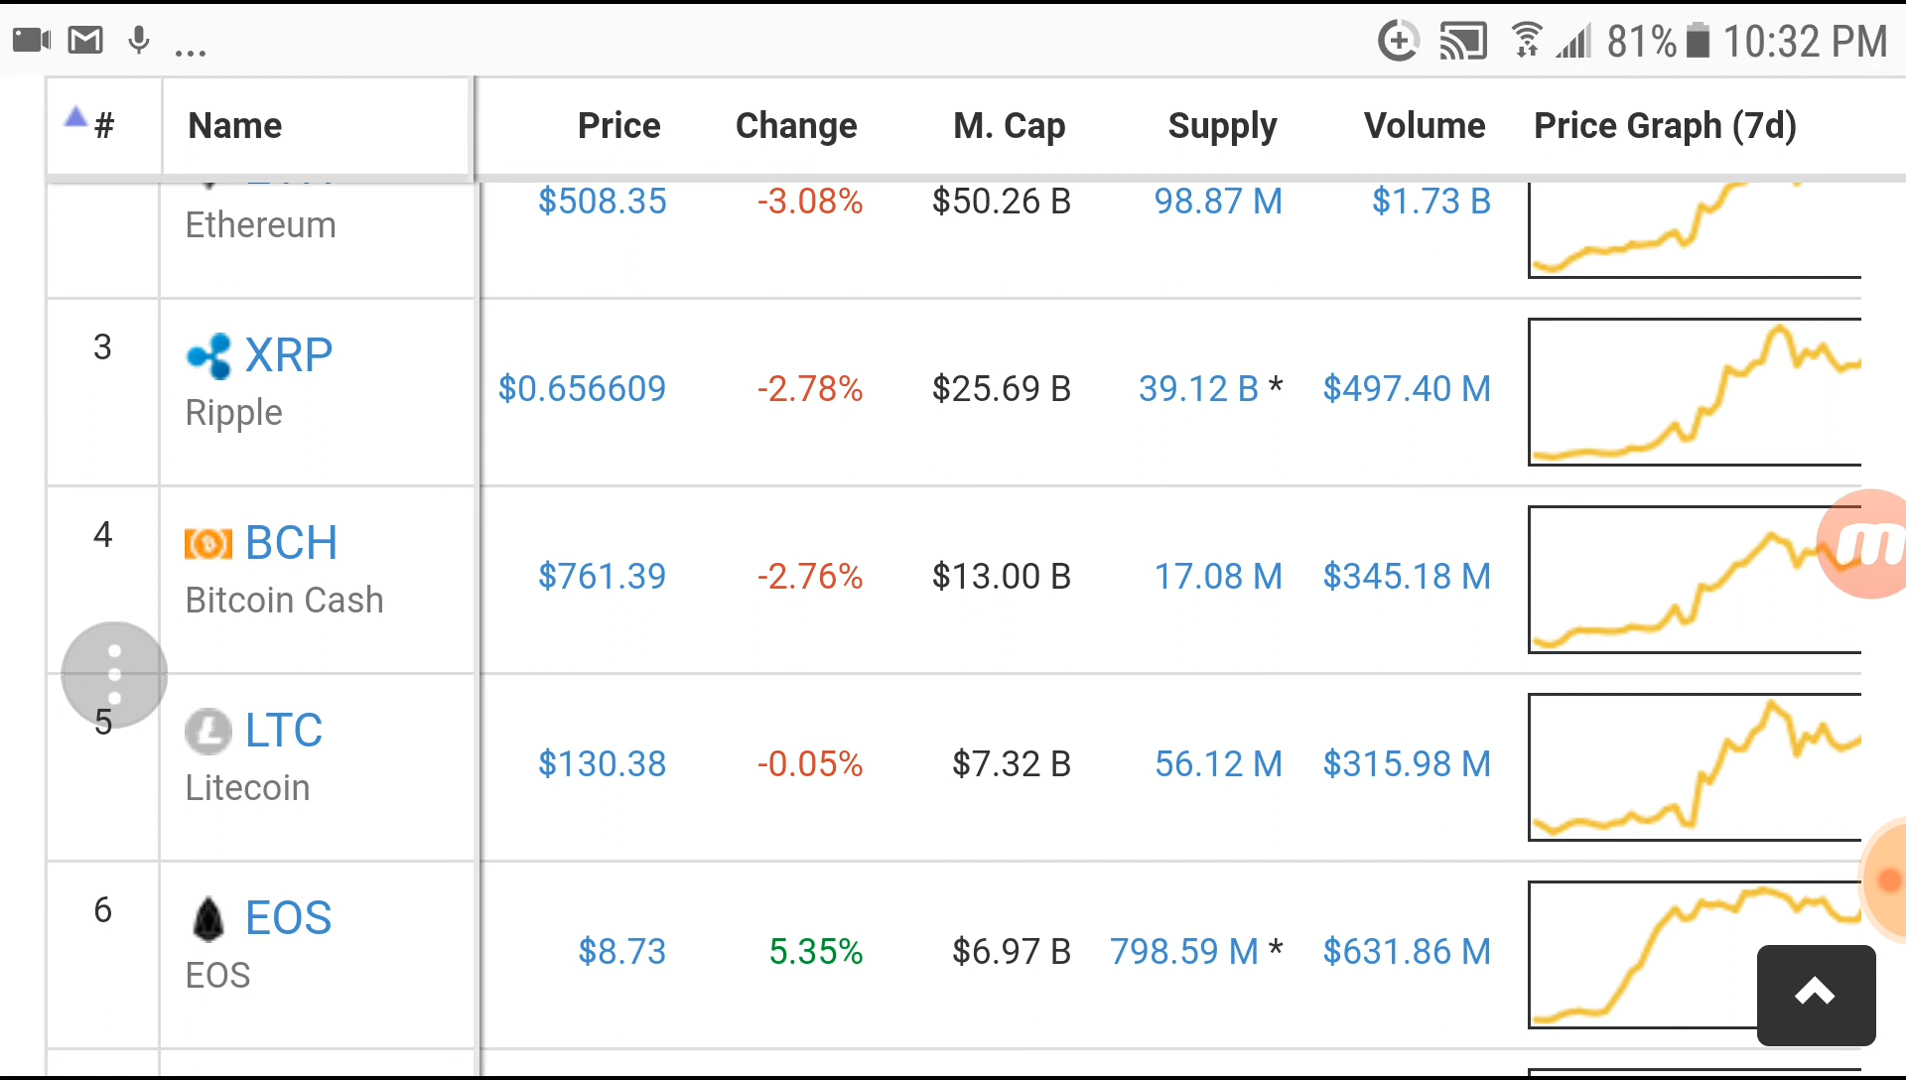 ... 81% 10:32 PM
# Name Price Change M. Cap Supply Volume Price Graph (7d)
Ethereum $508.35 -3.08% $50.26 B 98.87 M $1.73 B
3 XRP
Ripple $0.656609 -2.78% $25.69 B 39.12 B * $497.40 M
4 BCH
Bitcoin Cash $761.39 -2.76% $13.00 B 17.08 M $345.18 M
5 LTC
Litecoin $130.38 -0.05% $7.32 B 56.12 M $315.98 M
6 EOS
EOS $8.73 5.35% $6.97 B 798.59 M * $631.86 M